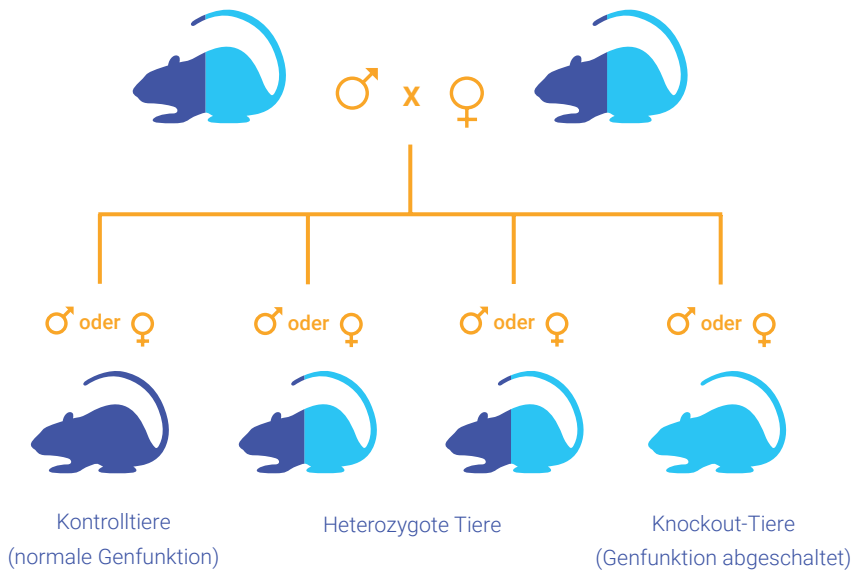 x
oder oder oder oder
Kontrolltiere
(normale Genfunktion)
Heterozygote Tiere
Knockout-Tiere
(Genfunktion abgeschaltet)